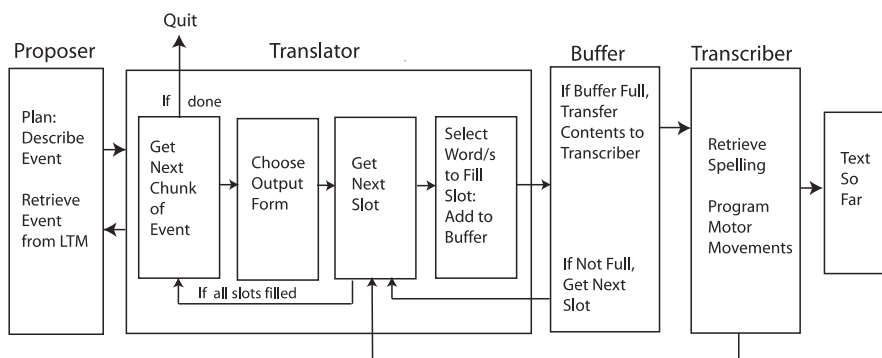 Quit
Proposer
Translator
Buffer
Transcriber
Plan:
Describe
Event
Retrieve
Event
from LTM
If done
Get
Next
Chunk
of
Event
Choose
Output
Form
Get
Next
Slot
Select
Word/s
to Fill
Slot:
Add to
Buffer
If all slots filled
If Buffer Full,
Transfer
Contents to
Transcriber
If Not Full,
Get Next
Slot
Retrieve
Spelling
Program
Motor
Movements
Text
So
Far